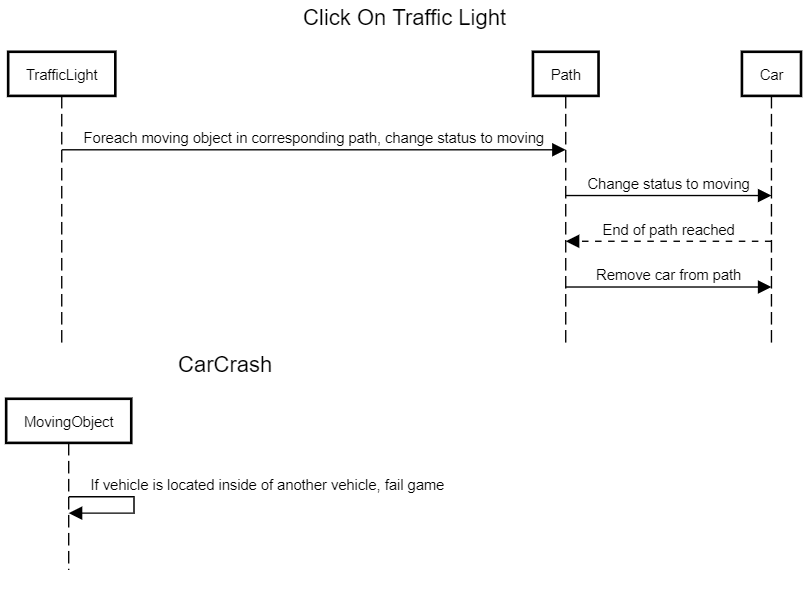 Click On Traffic Light
TrafficLight
Path
Car
Foreach moving object in corresponding path, change status to moving
Change status to moving
End of path reached
Remove car from path
CarCrash
MovingObject
If vehicle is located inside of another vehicle, fail game